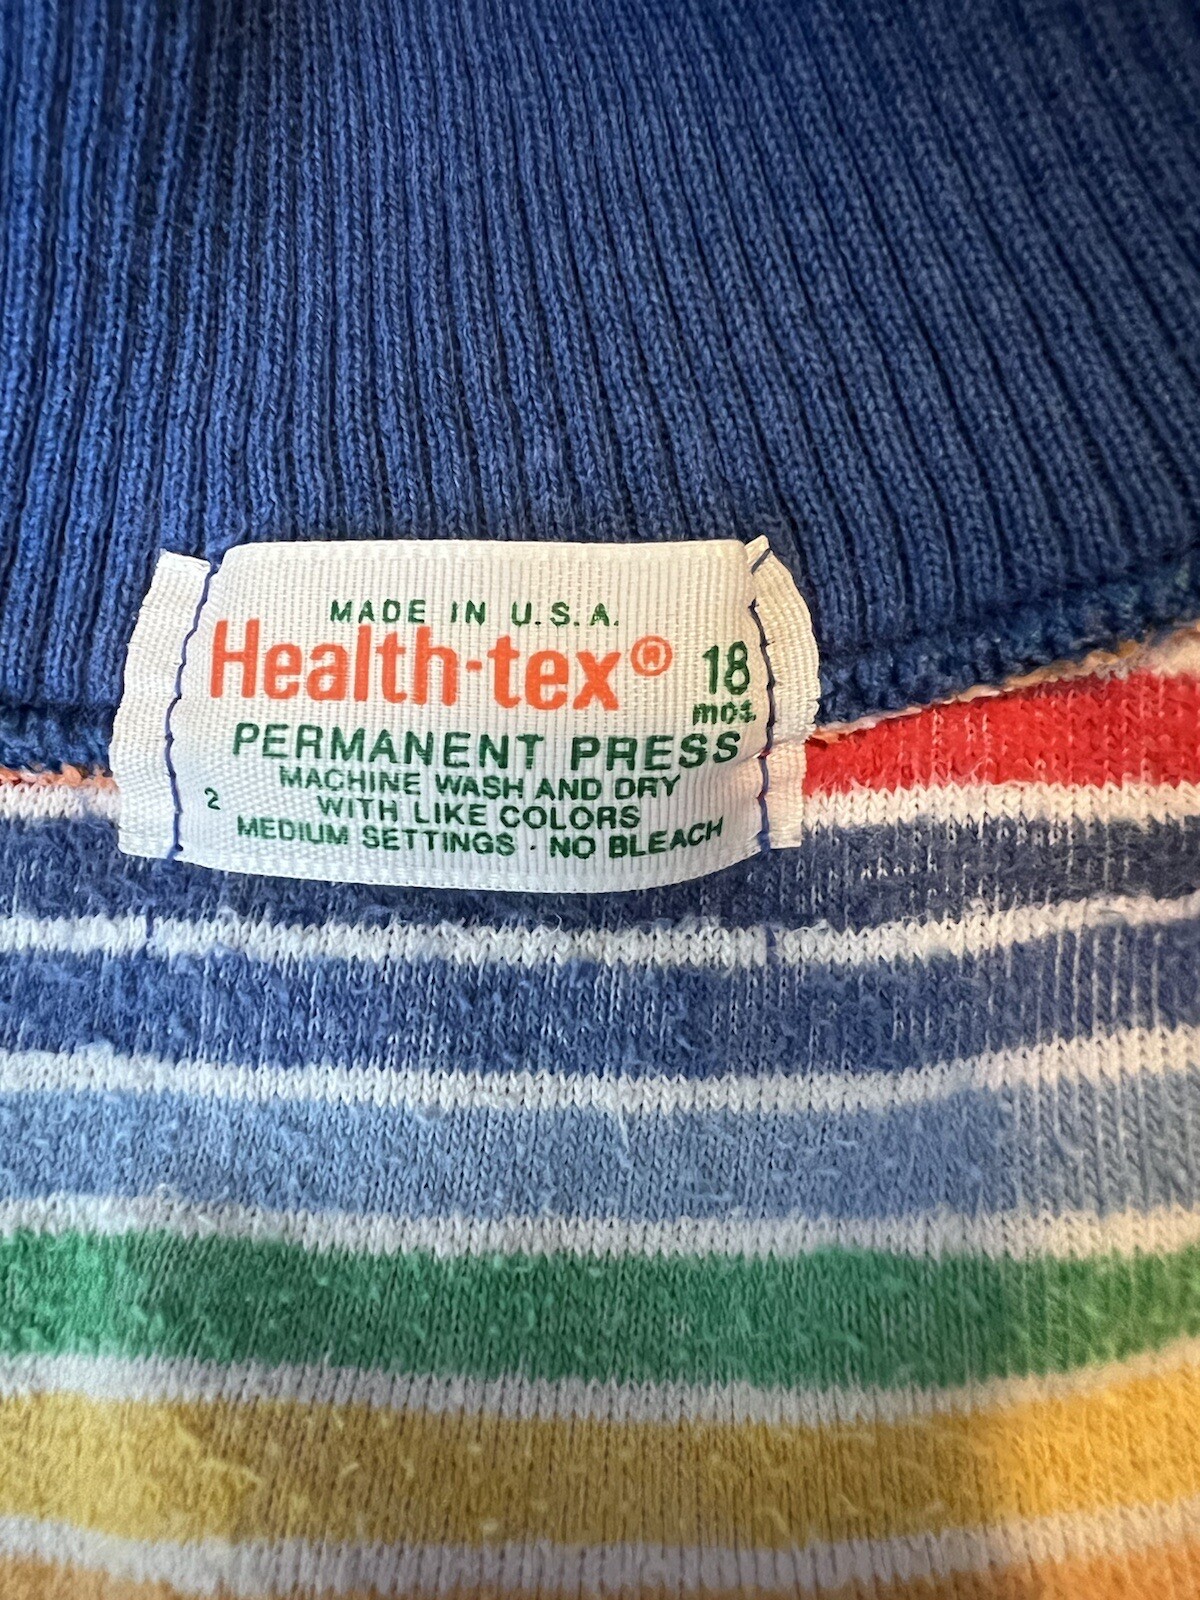 MADE IN U.S.A.
Health-tex® 18
mos.
PERMANENT PRESS
MACHINE WASH AND DRY
2 WITH LIKE COLORS
MEDIUM SETTINGS · NO BLEACH